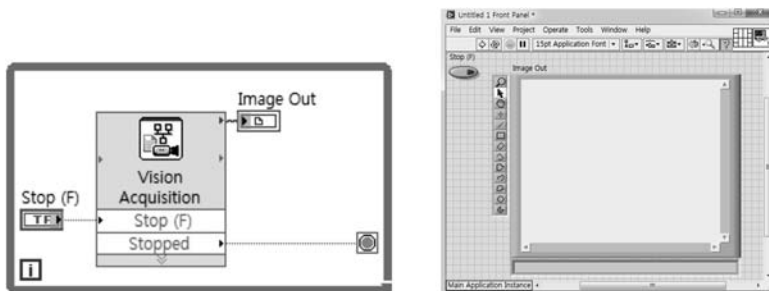 Image Out
Vision
Acquisition
Stop (F)
TF
Stop (F)
Stopped
i
Untitled 1 Front Panel *
File Edit View Project Operate Tools Window Help
15pt Application Font
Stop (F)
Image Out
Main Application Instance